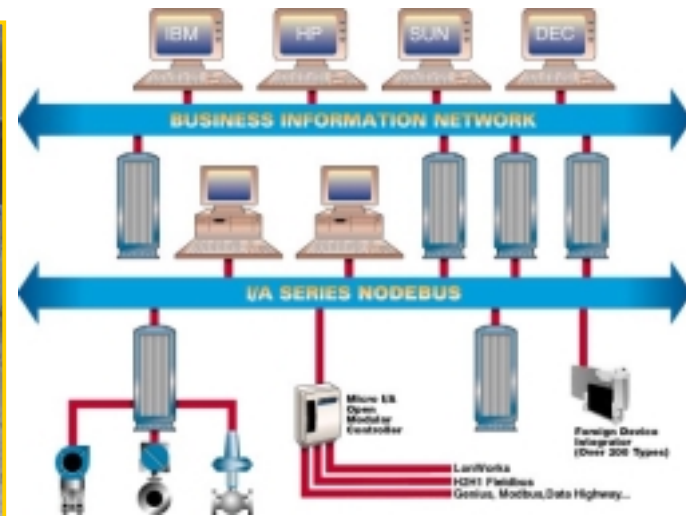 IBM
HP
SUN
DEC
BUSINESS INFORMATION NETWORK
I/A SERIES NODEBUS
Micro I/A
Open
Modular
Controller
Foreign Device
Integrator
(Over 200 Types)
LonWorks
HIH1 Fieldbus
Genius, Modbus,Data Highway...